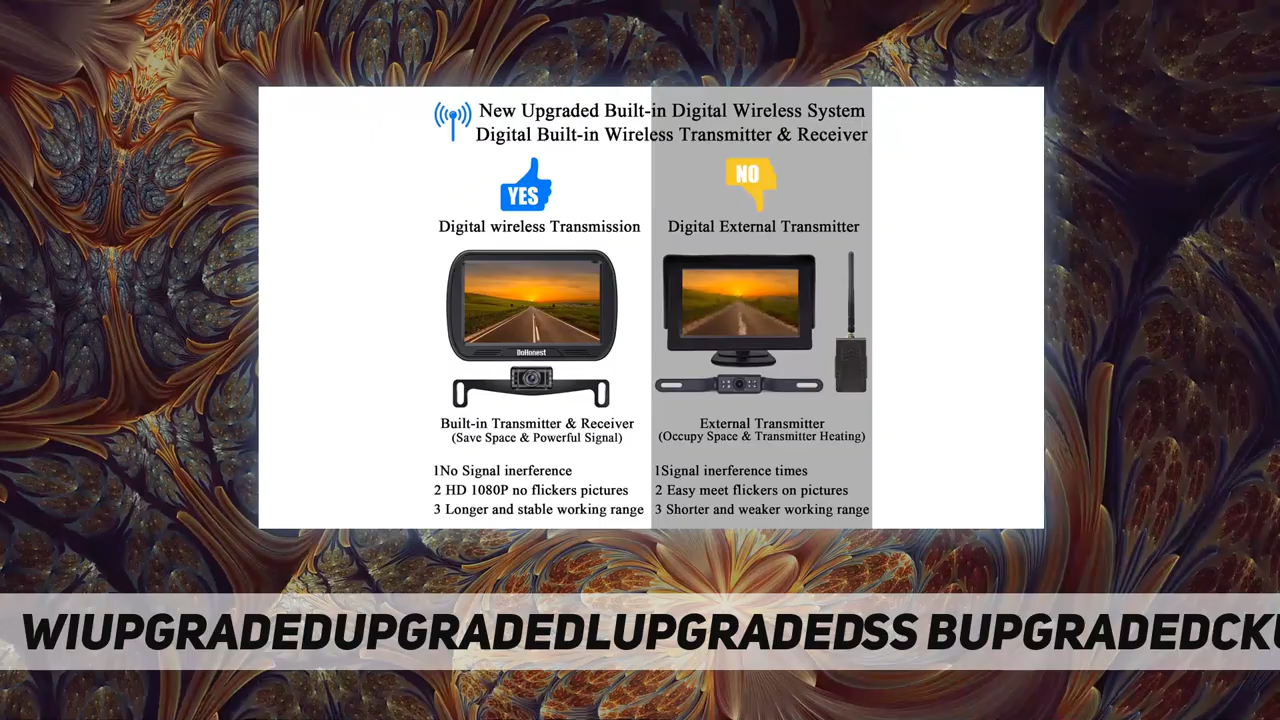 New Upgraded Built-in Digital Wireless System
Digital Built-in Wireless Transmitter & Receiver
YES
NO
Digital wireless Transmission
Digital External Transmitter
DoHonest
Built-in Transmitter & Receiver
(Save Space & Powerful Signal)
External Transmitter
(Occupy Space & Transmitter Heating)
1No Signal inerference
2 HD 1080P no flickers pictures
3 Longer and stable working range
1Signal inerference times
2 Easy meet flickers on pictures
3 Shorter and weaker working range
WIUPGRADEDUPGRADEDLUPGRADEDSS BUPGRADEDCKU